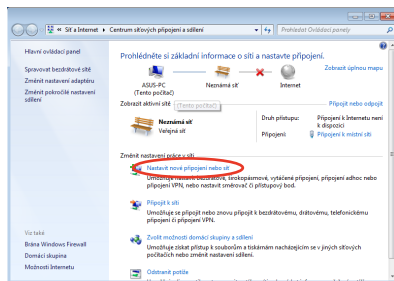 Síť a Internet ▸ Centrum síťových připojení a sdílení
Prohledat Ovládací panely
Hlavní ovládací panel
Spravovat bezdrátové sítě
Změnit nastavení adaptéru
Změnit pokročilé nastavení
sdílení
Viz také
Brána Windows Firewall
Domácí skupina
Možnosti Internetu
Prohlédněte si základní informace o síti a nastavte připojení.
Zobrazit úplnou mapu
ASUS-PC
(Tento počítač)
Neznámá síť
Internet
Zobrazit aktivní sítě
(Tento počítač)
Připojit nebo odpojit
Neznámá síť
Veřejná síť
Druh přístupu:
Připojení k Internetu není
k dispozici
Připojení:
Připojení k místní síti
Změnit nastavení práce v síti
Nastavit nové připojení nebo síť
Umožňuje nastavit bezdrátové, širokopásmové, vytáčené připojení, připojení adhoc nebo
připojení VPN, nebo nastavit směrovač či přístupový bod.
Připojit k síti
Umožňuje se připojit nebo znovu připojit k bezdrátovému, drátovému, telefonickému
připojení či připojení VPN.
Zvolit možnosti domácí skupiny a sdílení
Umožňuje získat přístup k souborům a tiskárnám nacházejícím se v jiných síťových
počítačích nebo změnit nastavení sdílení.
Odstranit potíže